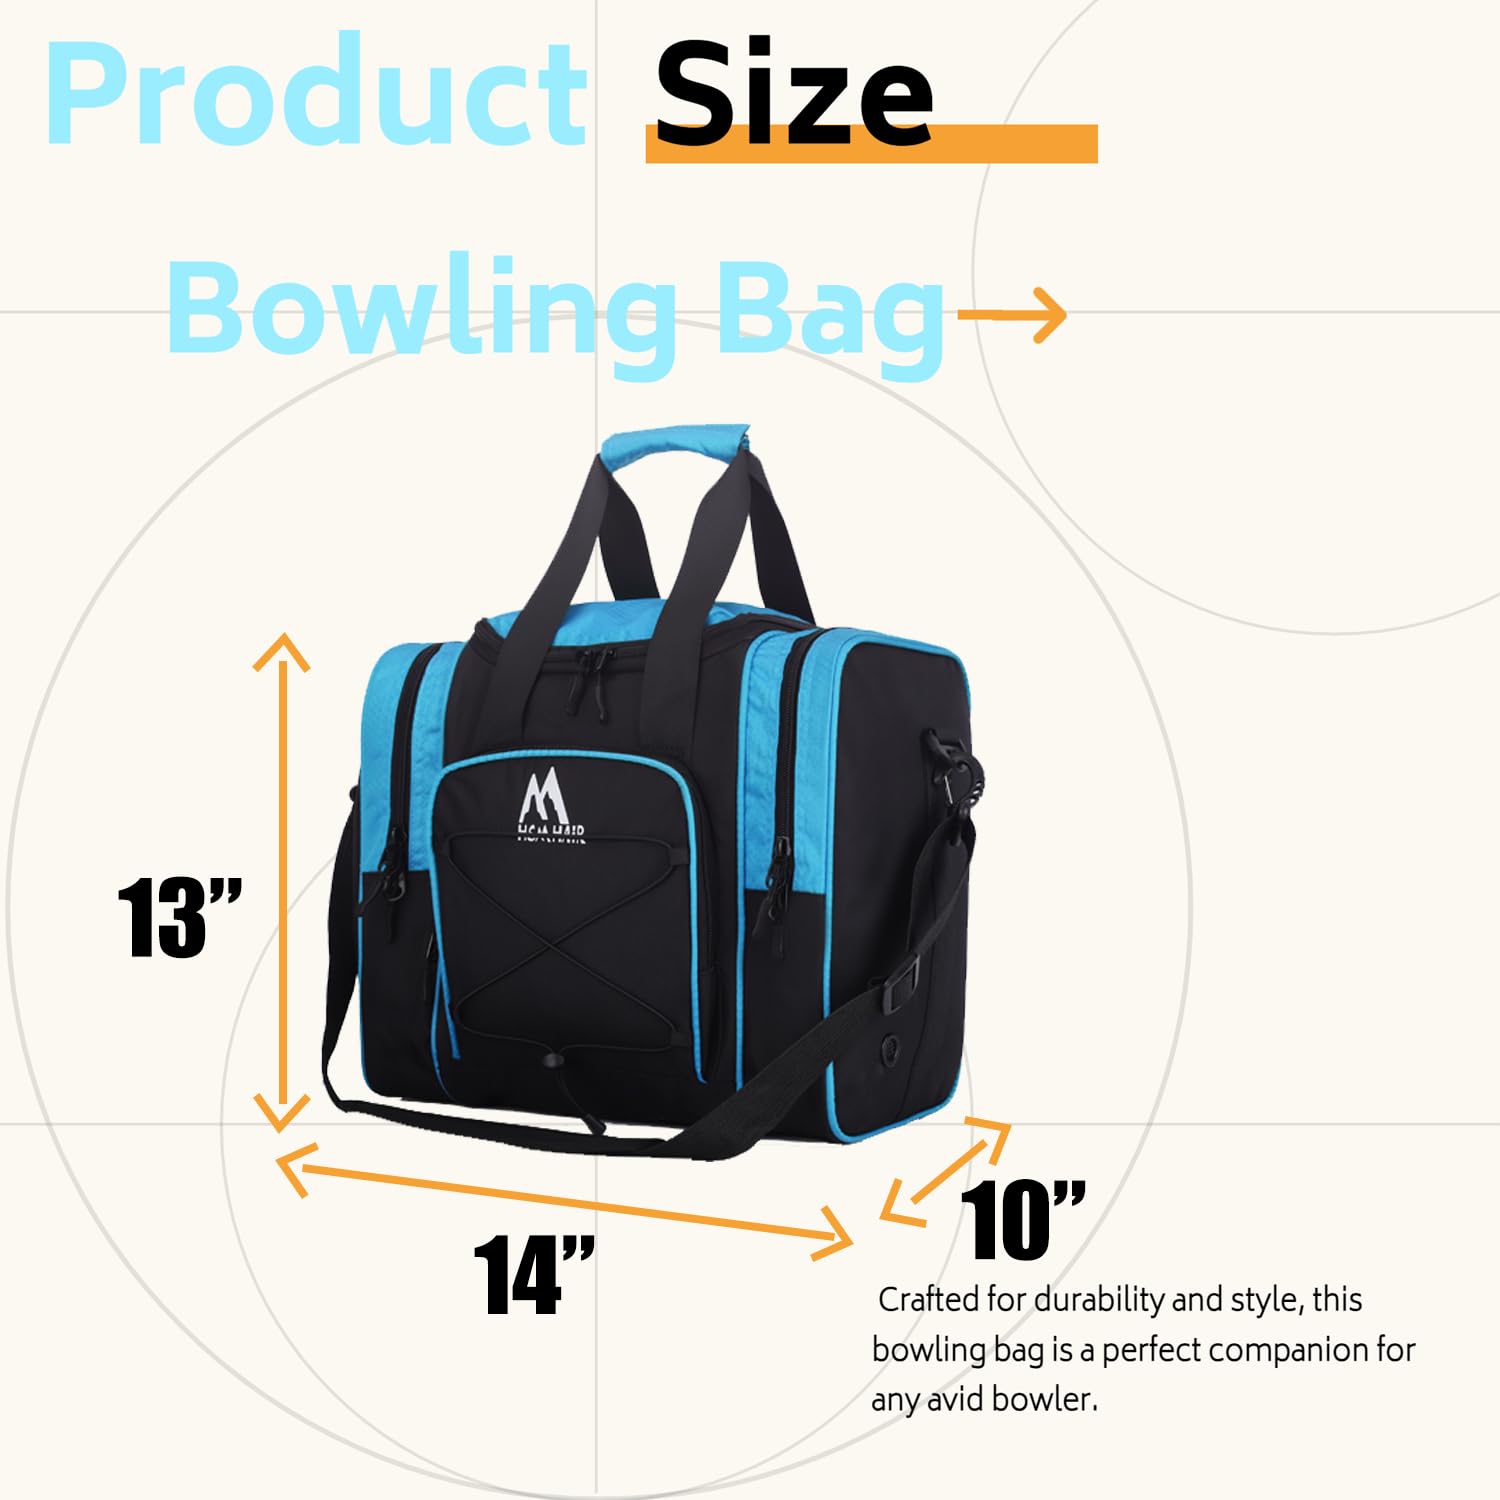 Product Size
Bowling Bag
13”
14”
10”
Crafted for durability and style, this
bowling bag is a perfect companion for
any avid bowler.